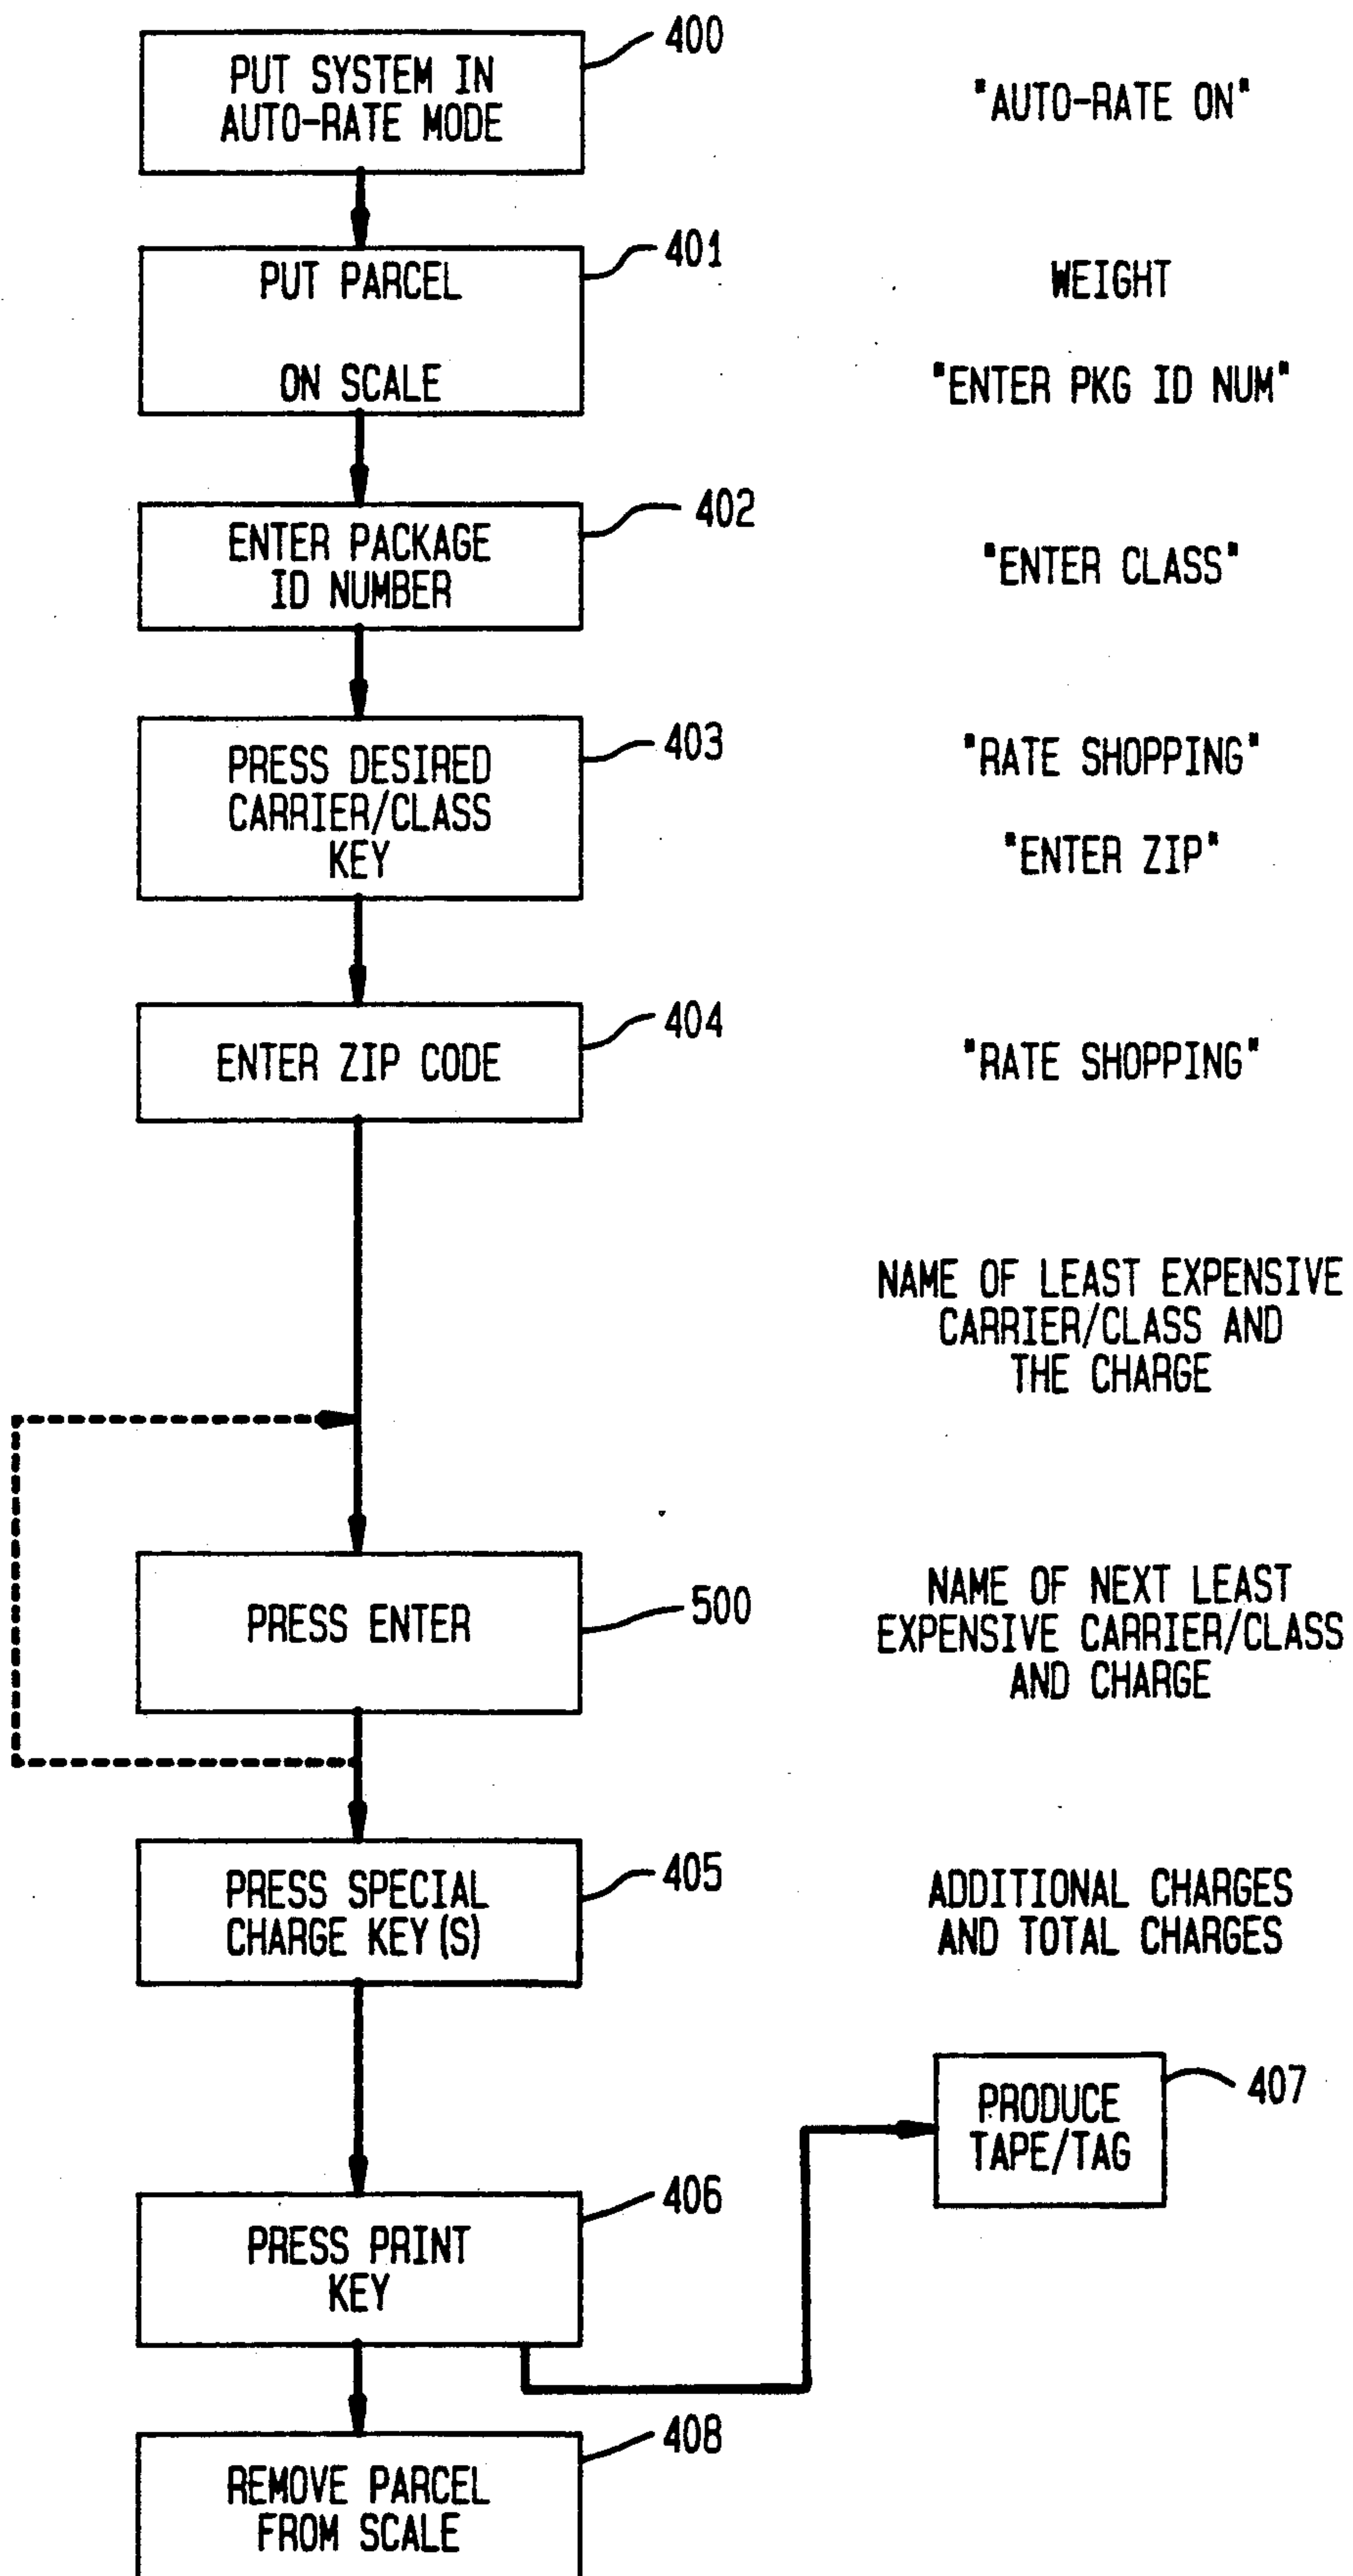 400
PUT SYSTEM IN
AUTO-RATE MODE
"AUTO-RATE ON"
401
PUT PARCEL
ON SCALE
WEIGHT
"ENTER PKG ID NUM"
402
ENTER PACKAGE
ID NUMBER
"ENTER CLASS"
403
PRESS DESIRED
CARRIER/CLASS
KEY
"RATE SHOPPING"
"ENTER ZIP"
404
ENTER ZIP CODE
"RATE SHOPPING"
NAME OF LEAST EXPENSIVE
CARRIER/CLASS AND
THE CHARGE
500
PRESS ENTER
NAME OF NEXT LEAST
EXPENSIVE CARRIER/CLASS
AND CHARGE
405
PRESS SPECIAL
CHARGE KEY(S)
ADDITIONAL CHARGES
AND TOTAL CHARGES
407
PRODUCE
TAPE/TAG
406
PRESS PRINT
KEY
408
REMOVE PARCEL
FROM SCALE